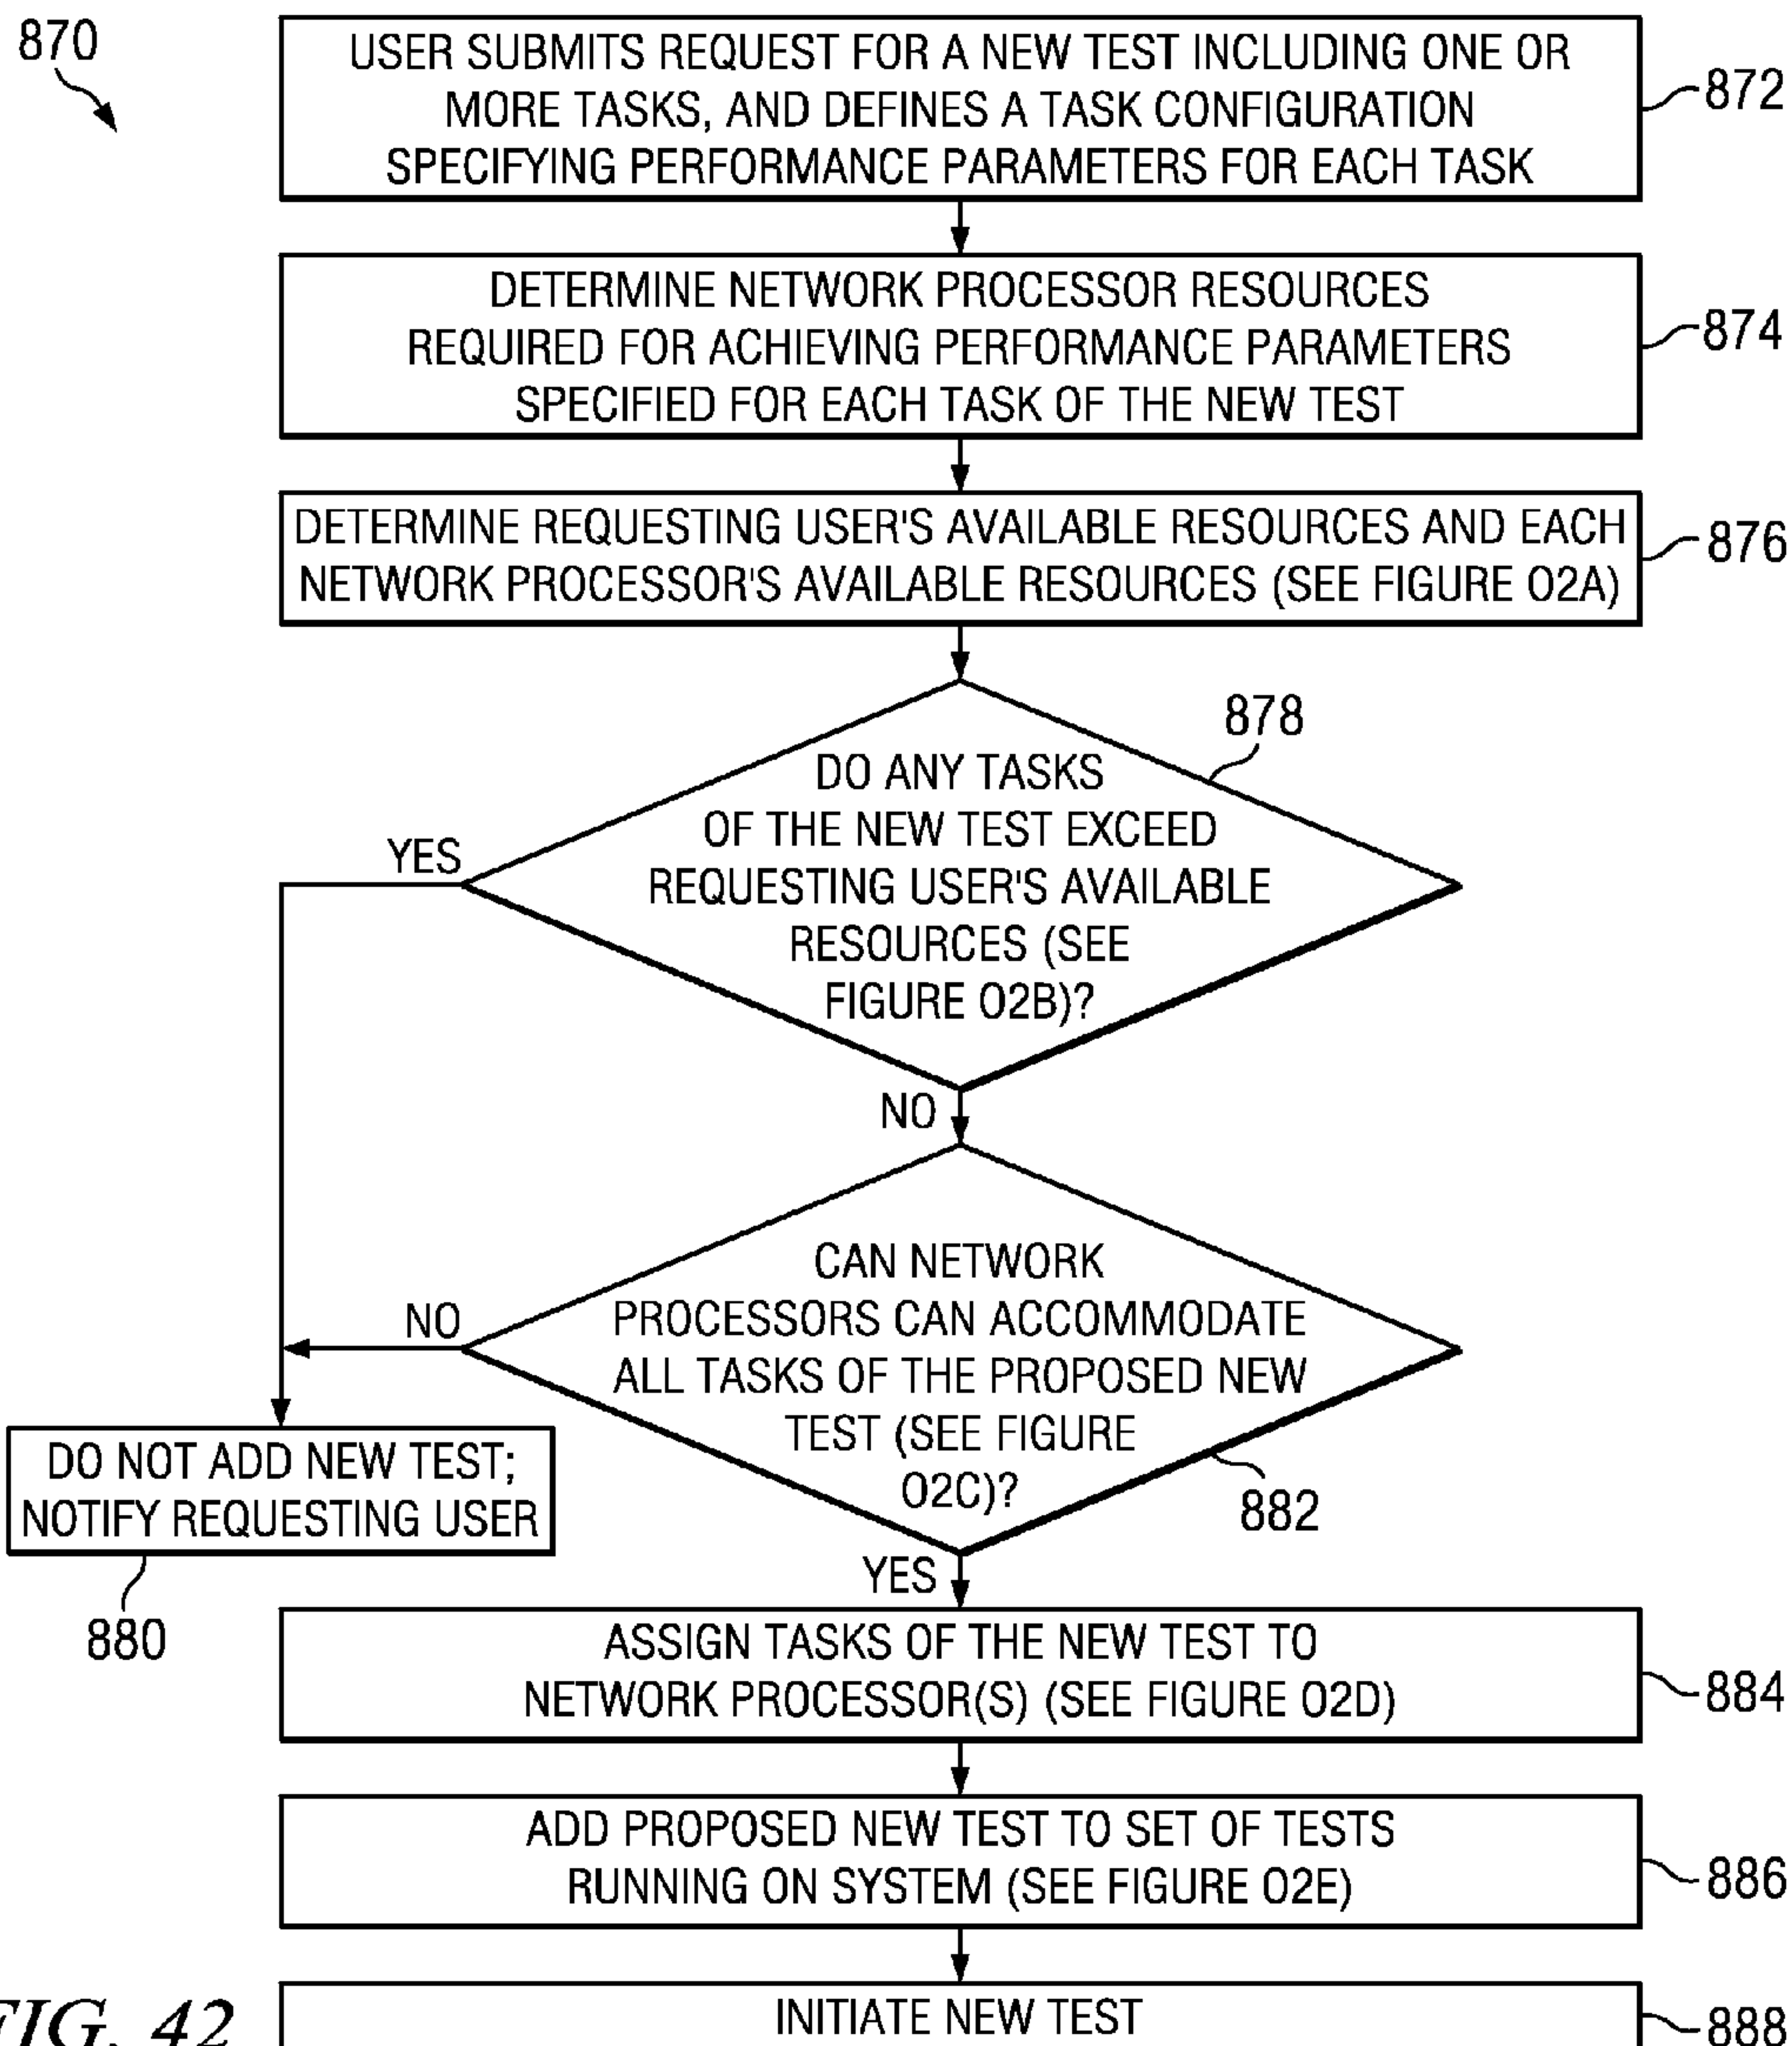 870
USER SUBMITS REQUEST FOR A NEW TEST INCLUDING ONE OR
MORE TASKS, AND DEFINES A TASK CONFIGURATION
SPECIFYING PERFORMANCE PARAMETERS FOR EACH TASK
872
DETERMINE NETWORK PROCESSOR RESOURCES
REQUIRED FOR ACHIEVING PERFORMANCE PARAMETERS
SPECIFIED FOR EACH TASK OF THE NEW TEST
874
DETERMINE REQUESTING USER'S AVAILABLE RESOURCES AND EACH
NETWORK PROCESSOR'S AVAILABLE RESOURCES (SEE FIGURE O2A)
876
878
DO ANY TASKS
OF THE NEW TEST EXCEED
REQUESTING USER'S AVAILABLE
RESOURCES (SEE
FIGURE O2B)?
YES
NO
CAN NETWORK
PROCESSORS CAN ACCOMMODATE
ALL TASKS OF THE PROPOSED NEW
TEST (SEE FIGURE
O2C)?
NO
882
DO NOT ADD NEW TEST;
NOTIFY REQUESTING USER
880
YES
ASSIGN TASKS OF THE NEW TEST TO
NETWORK PROCESSOR(S) (SEE FIGURE O2D)
884
ADD PROPOSED NEW TEST TO SET OF TESTS
RUNNING ON SYSTEM (SEE FIGURE O2E)
886
INITIATE NEW TEST
888
FIG. 42